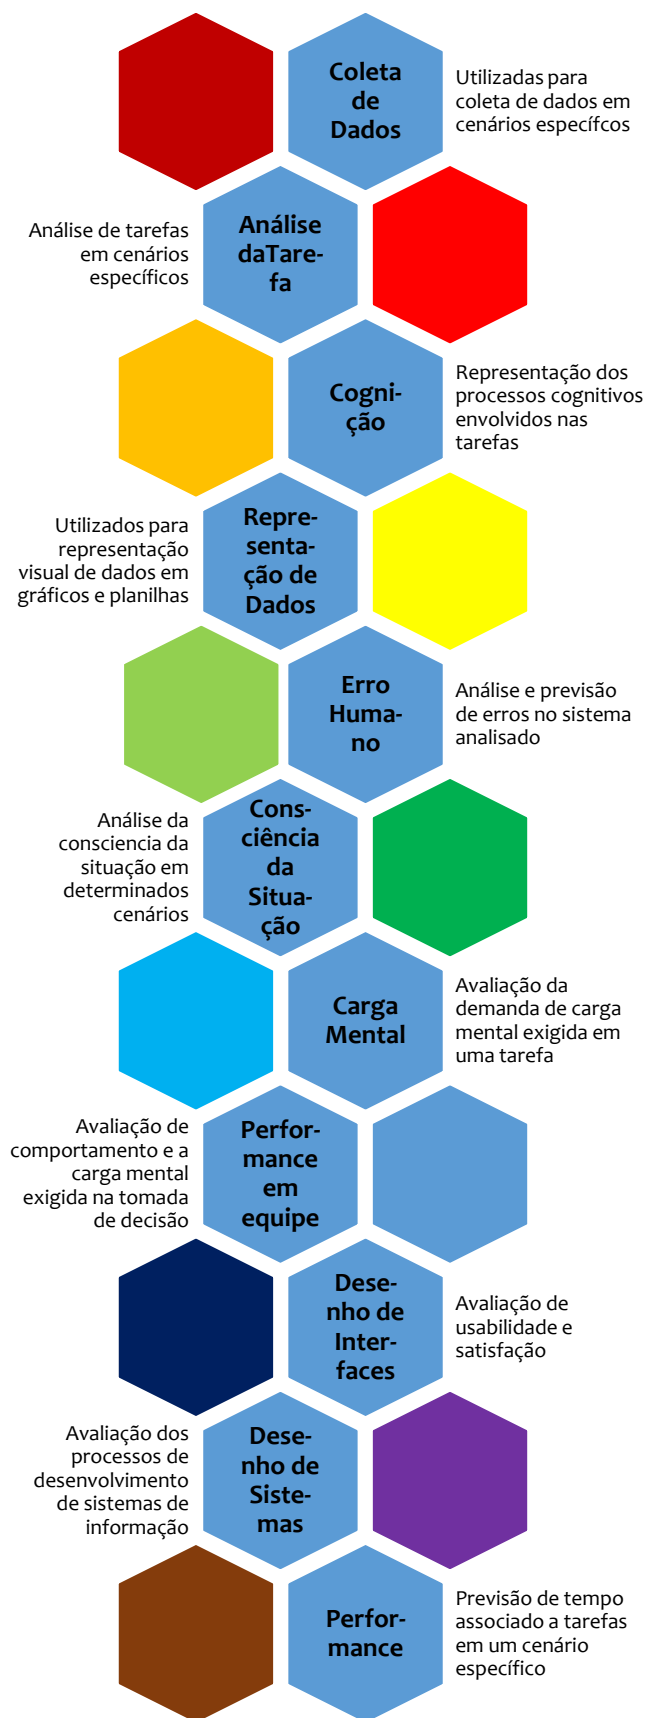 Coleta
de
Dados
Utilizadas para
coleta de dados em
cenários específcos
Análise de tarefas
em cenários
específicos
Análise
daTare-
fa
Cogni-
ção
Representação dos
processos cognitivos
envolvidos nas
tarefas
Utilizados para
representação
visual de dados em
gráficos e planilhas
Repre-
senta-
ção de
Dados
Erro
Huma-
no
Análise e previsão
de erros no sistema
analisado
Análise da
consciencia da
situação em
determinados
cenários
Cons-
ciência
da
Situa-
ção
Carga
Mental
Avaliação da
demanda de carga
mental exigida em
uma tarefa
Avaliação de
comportamento e a
carga mental
exigida na tomada
de decisão
Perfor-
mance
em
equipe
Dese-
nho de
Inter-
faces
Avaliação de
usabilidade e
satisfação
Avaliação dos
processos de
desenvolvimento
de sistemas de
informação
Dese-
nho de
Siste-
mas
Perfor-
mance
Previsão de tempo
associado a tarefas
em um cenário
específico